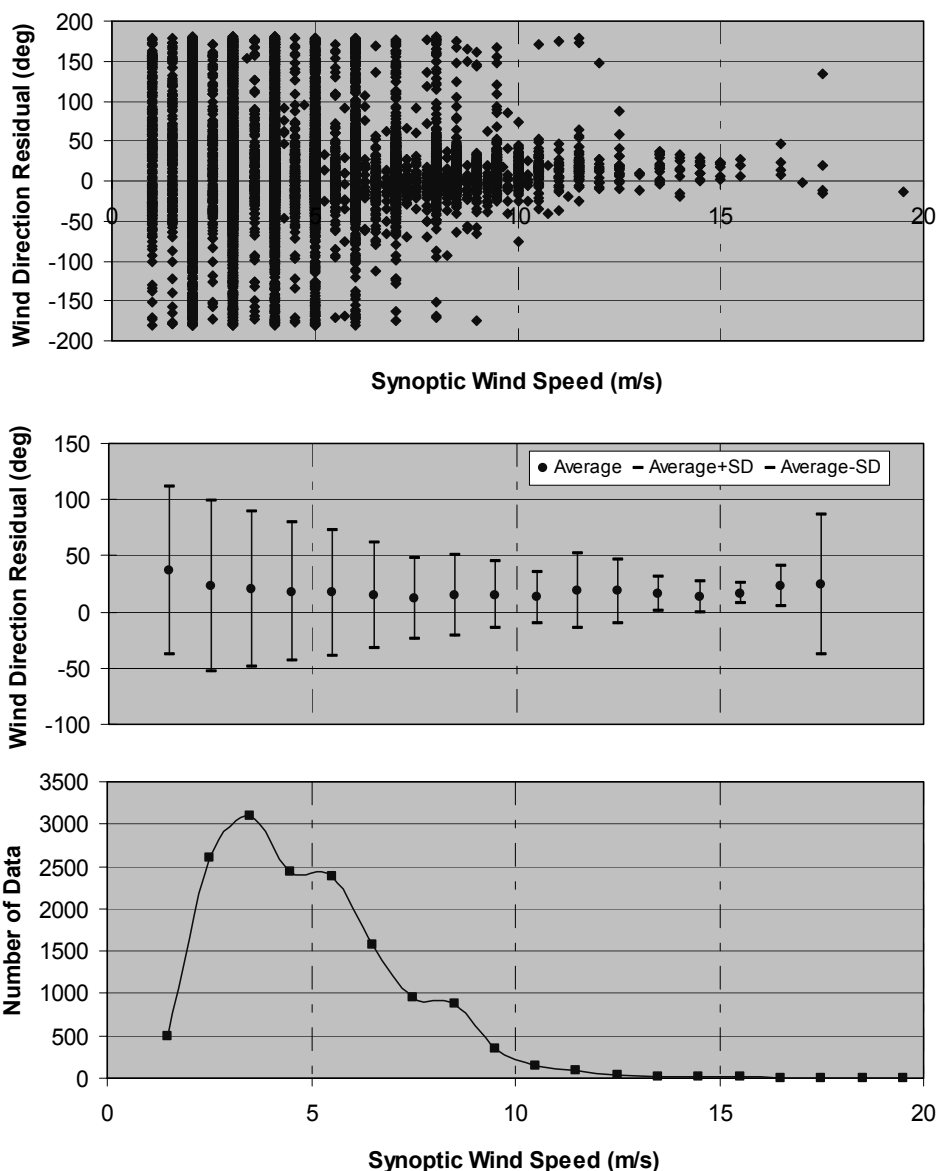 Wind Direction Residual (deg)
200
150
100
50
0
-50
-100
-150
-200
0 5 10 15 20
Synoptic Wind Speed (m/s)
Wind Direction Residual (deg)
150
100
50
0
-50
-100
Average Average+SD Average-SD
Number of Data
3500
3000
2500
2000
1500
1000
500
0
0 5 10 15 20
Synoptic Wind Speed (m/s)